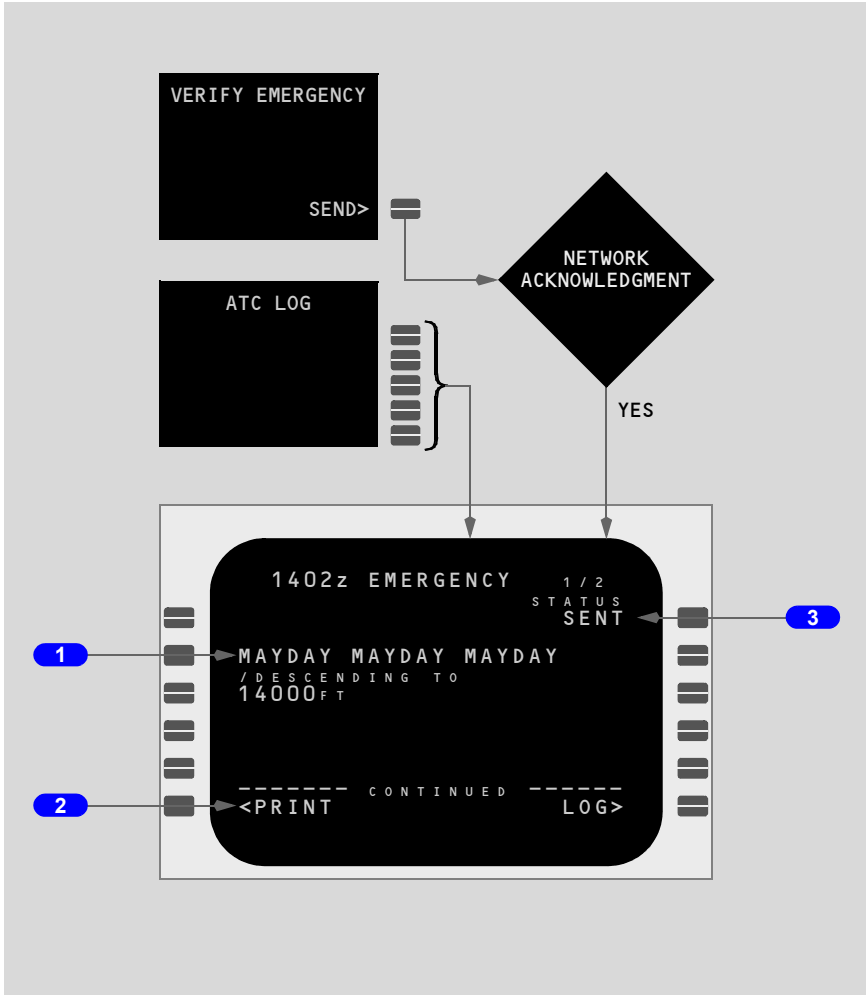 VERIFY EMERGENCY
SEND>
NETWORK
ACKNOWLEDGMENT
ATC LOG
YES
1402z EMERGENCY 1/2
STATUS
SENT
3
1
MAYDAY MAYDAY MAYDAY
/DESCENDING TO
14000FT
------- CONTINUED ------
2
<PRINT LOG>